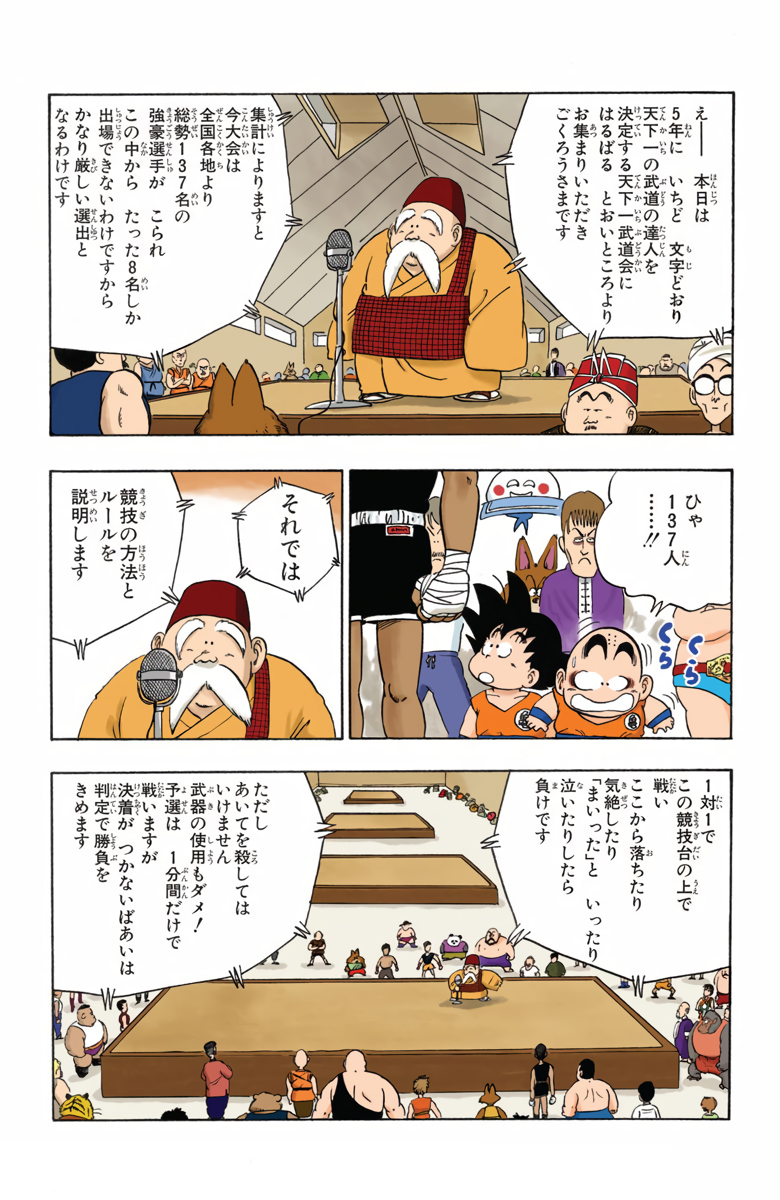 えー　本日は
5年に　いちど　文字どおり
天下一の武道の達人を
決定する天下一武道会に
はるばる　とおいところより
お集まりいただき
ごくろうさまです
集計によりますと
今大会は
全国各地より
総勢137名の
強豪選手が　こられ
この中から　たった8名しか
出場できないわけですから
かなり厳しい選出と
なるわけです
ひゃ
137人
……!!
くら
くら
それでは
競技の方法と
ルールを
説明します
1対1で
この競技台の上で
戦い
ここから落ちたり
気絶したり
「まいった」と　いったり
泣いたりしたら
負けです
ただし
あいてを殺しては
いけません
武器の使用もダメ！
予選は　1分間だけで
戦いますが
決着が　つかないばあいは
判定で勝負を
きめます